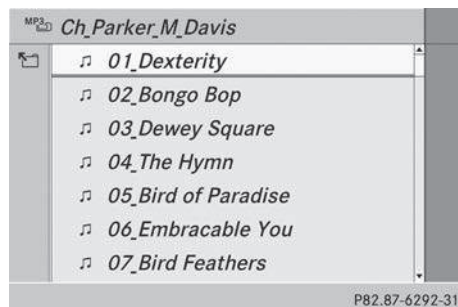 MP3 Ch_Parker_M_Davis
01_Dexterity
02_Bongo Bop
03_Dewey Square
04_The Hymn
05_Bird of Paradise
06_Embracable You
07_Bird Feathers
P82.87-6292-31